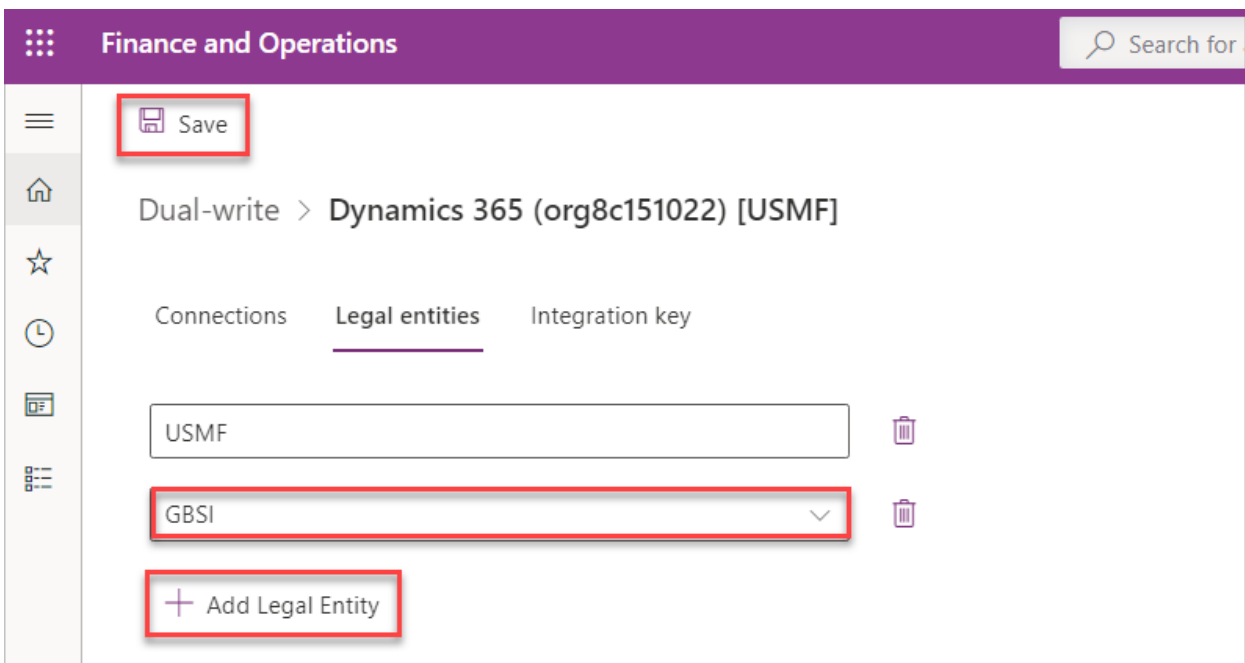 Finance and Operations
Search for
Save
Dual-write > Dynamics 365 (org8c151022) [USMF]
Connections Legal entities Integration key
USMF
GBSI
+ Add Legal Entity